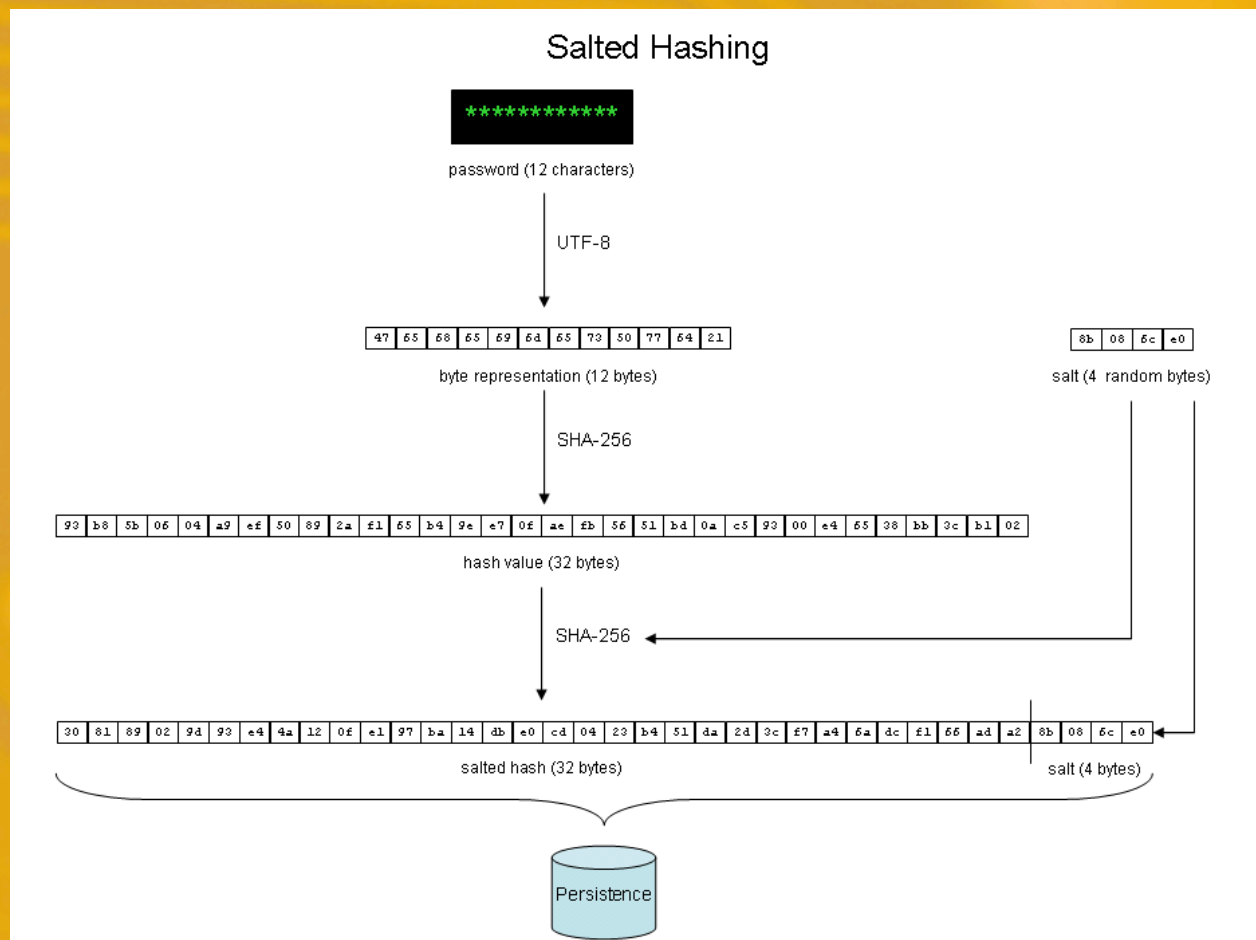 Salted Hashing
************
password (12 characters)
UTF-8
47 65 68 65 69 6d 65 73 50 77 64 21
byte representation (12 bytes)
8b 08 6c e0
salt (4 random bytes)
SHA-256
93 b8 5b 06 04 a9 ef 50 89 2a f1 65 b4 9e e7 0f ae fb 56 51 bd 0a c5 93 00 e4 65 38 bb 3c b1 02
hash value (32 bytes)
SHA-256
30 81 89 02 9d 93 e4 4a 12 0f e1 97 ba 14 db e0 cd 04 23 b4 51 da 2d 3c f7 a4 6a dc f1 66 ad a2 8b 08 6c e0
salted hash (32 bytes)
salt (4 bytes)
Persistence